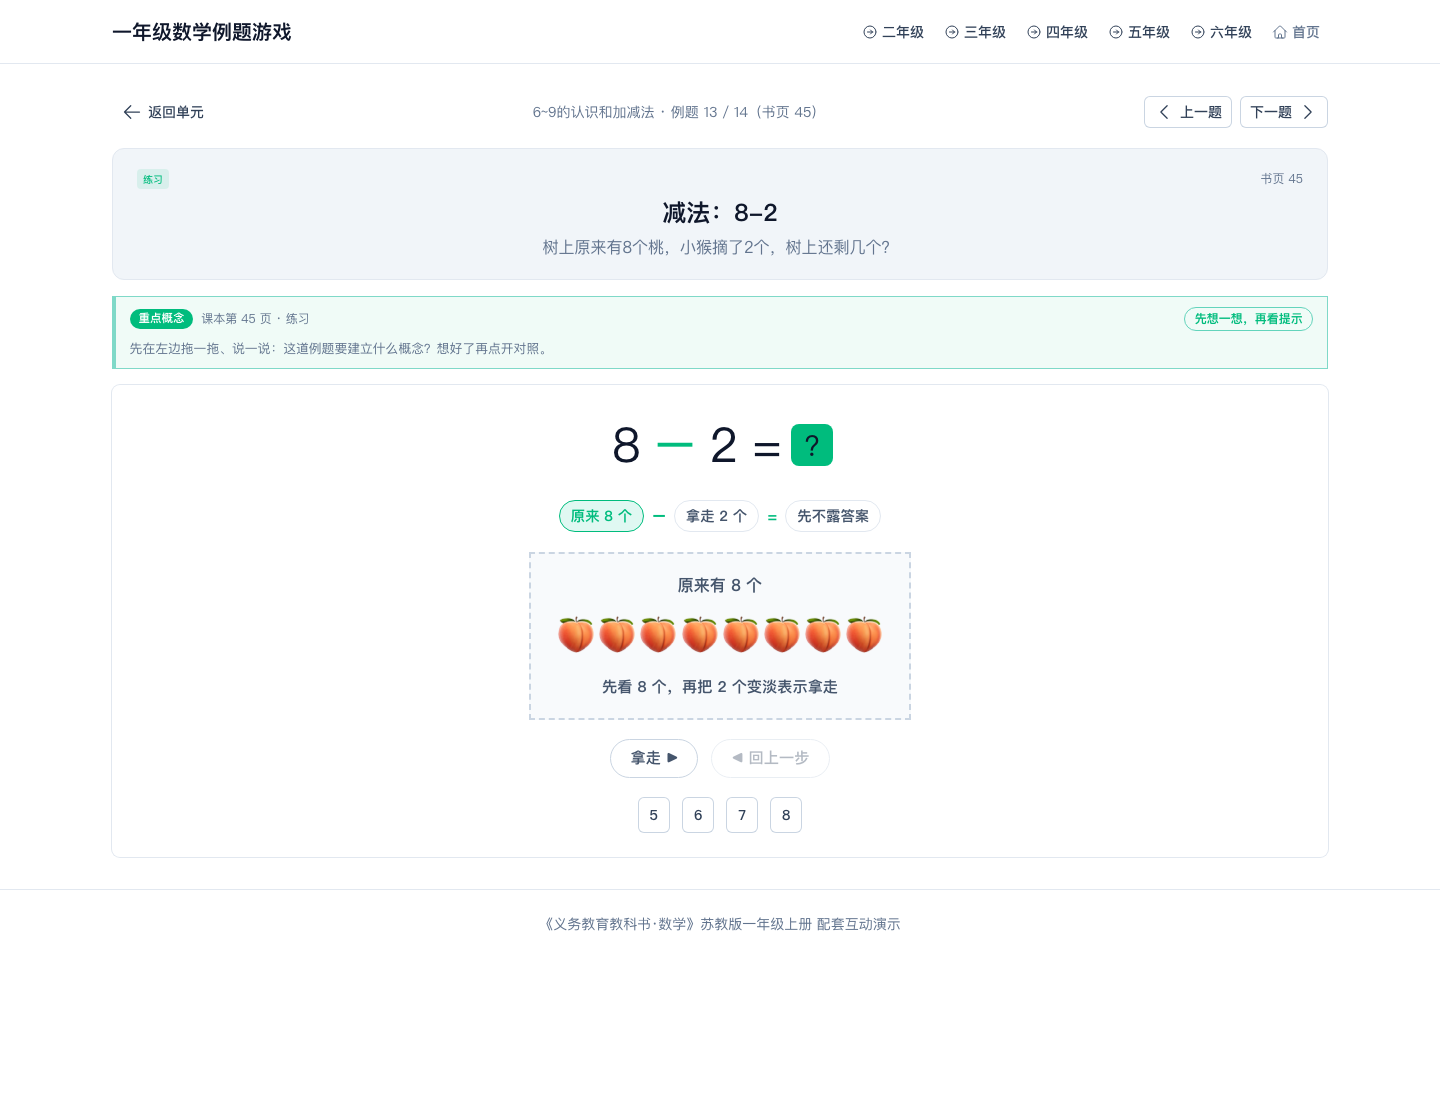 一年级数学例题游戏
二年级 三年级 四年级 五年级 六年级 首页
返回单元
6~9的认识和加减法 · 例题 13 / 14（书页 45）
上一题 下一题
练习
书页 45
减法：8-2
树上原来有8个桃，小猴摘了2个，树上还剩几个？
重点概念 课本第 45 页 · 练习
先想一想，再看提示
先在左边拖一拖、说一说：这道例题要建立什么概念？想好了再点开对照。
8 − 2 = ?
原来 8 个 − 拿走 2 个 = 先不露答案
原来有 8 个
先看 8 个，再把 2 个变淡表示拿走
拿走 ▶ ◀ 回上一步
5 6 7 8
《义务教育教科书·数学》苏教版一年级上册 配套互动演示